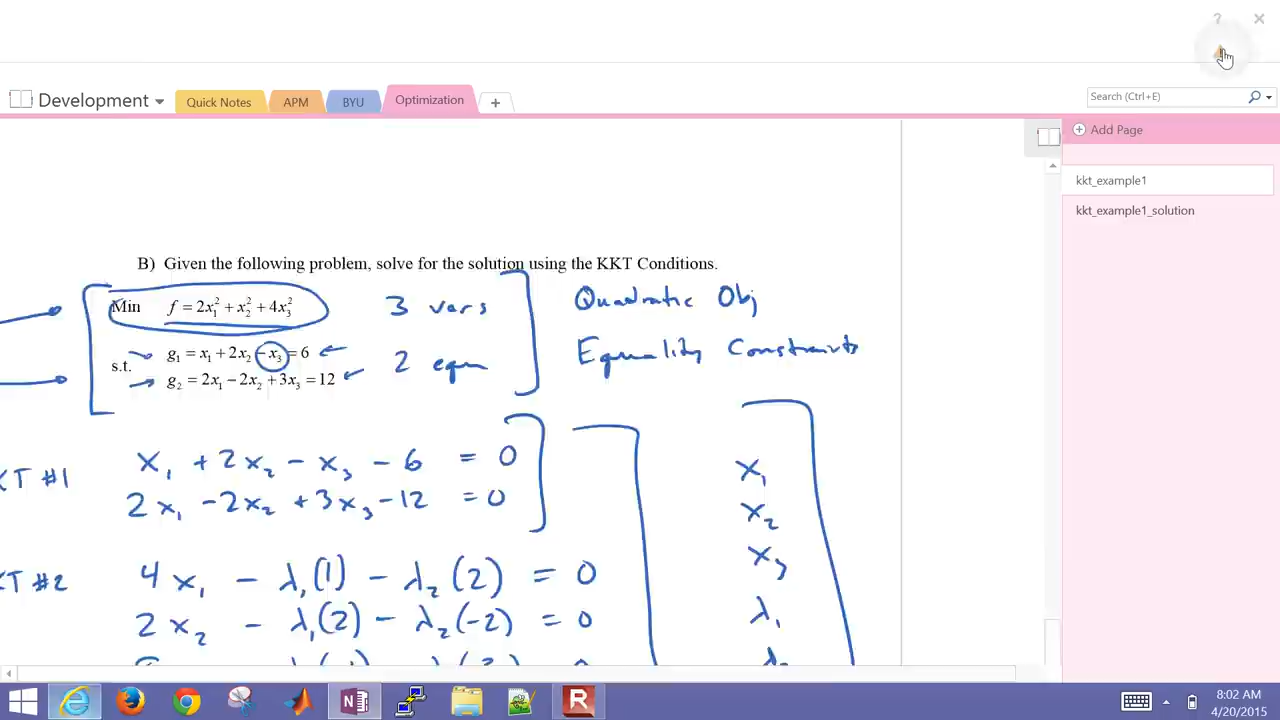 ?
Development Quick Notes APM BYU Optimization + Search (Ctrl+E)
Add Page
kkt_example1
kkt_example1_solution
B) Given the following problem, solve for the solution using the KKT Conditions.
Min f = 2x₁² + x₂² + 4x₃² 3 vars Quadratic Obj
g₁ = x₁ + 2x₂ − x₃ = 6
s.t. 2 eqn Equality Constraints
g₂ = 2x₁ − 2x₂ + 3x₃ = 12
KT #1 x₁ + 2x₂ − x₃ − 6 = 0 x₁
2x₁ − 2x₂ + 3x₃ − 12 = 0 x₂
x₃
KT #2 4x₁ − λ₁(1) − λ₂(2) = 0 λ₁
2x₂ − λ₁(2) − λ₂(-2) = 0
8:02 AM
4/20/2015